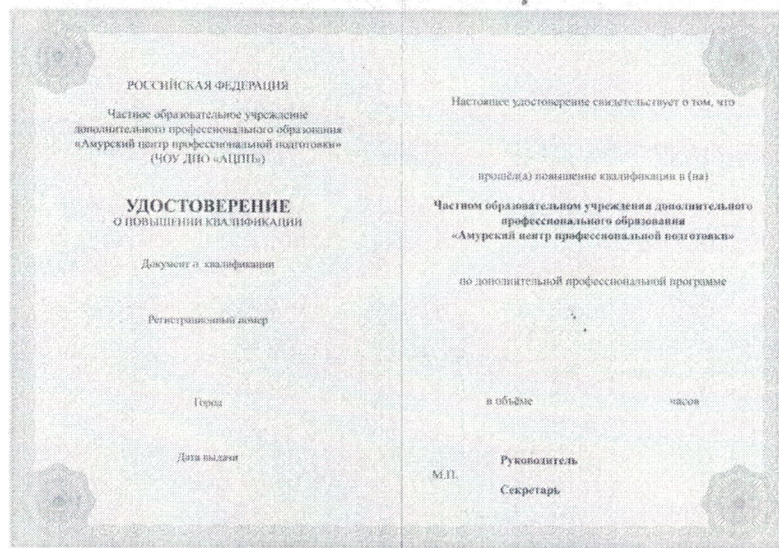 РОССИЙСКАЯ ФЕДЕРАЦИЯ
Частное образовательное учреждение
дополнительного профессионального образования
«Амурский центр профессиональной подготовки»
(ЧОУ ДПО «АЦПП»)
УДОСТОВЕРЕНИЕ
О ПОВЫШЕНИИ КВАЛИФИКАЦИИ
Документ о квалификации
Регистрационный номер
Город
Дата выдачи
Настоящее удостоверение свидетельствует о том, что
прошёл(а) повышение квалификации в (на)
Частном образовательном учреждении дополнительного
профессионального образования
«Амурский центр профессиональной подготовки»
по дополнительной профессиональной программе
в объёме часов
М.П.
Руководитель
Секретарь